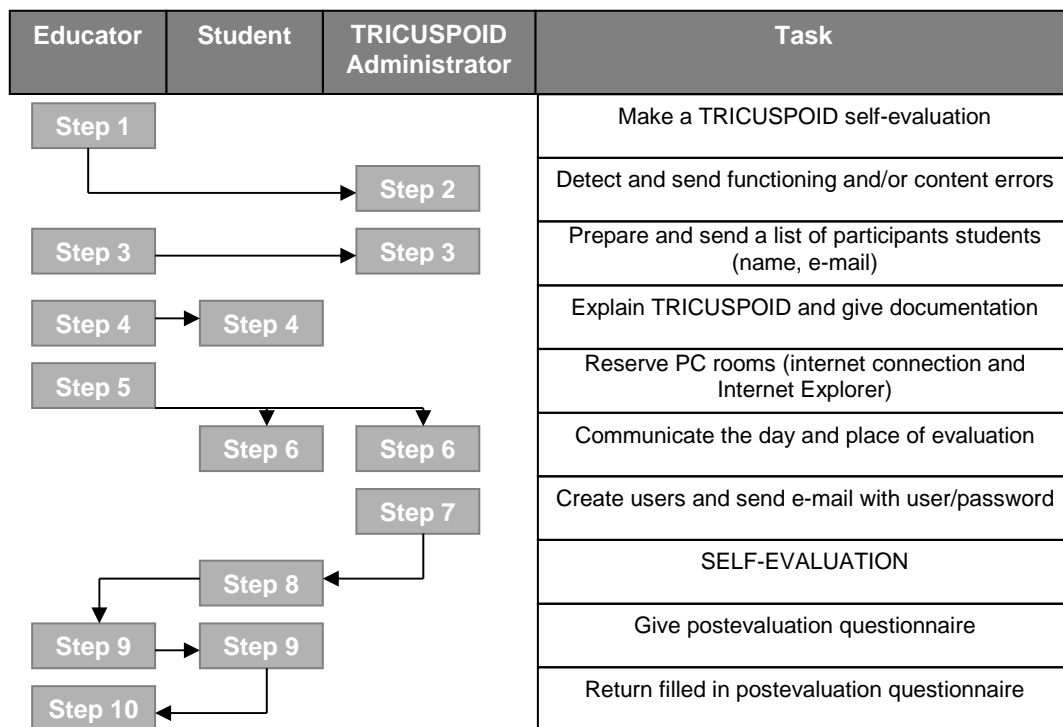 Educator Student TRICUSPOID Task
Administrator
Step 1 Make a TRICUSPOID self-evaluation
Step 2 Detect and send functioning and/or content errors
Step 3 Step 3 Prepare and send a list of participants students
(name, e-mail)
Step 4 Step 4 Explain TRICUSPOID and give documentation
Step 5 Reserve PC rooms (internet connection and
Internet Explorer)
Step 6 Step 6 Communicate the day and place of evaluation
Step 7 Create users and send e-mail with user/password
Step 8 SELF-EVALUATION
Step 9 Step 9 Give postevaluation questionnaire
Step 10 Return filled in postevaluation questionnaire